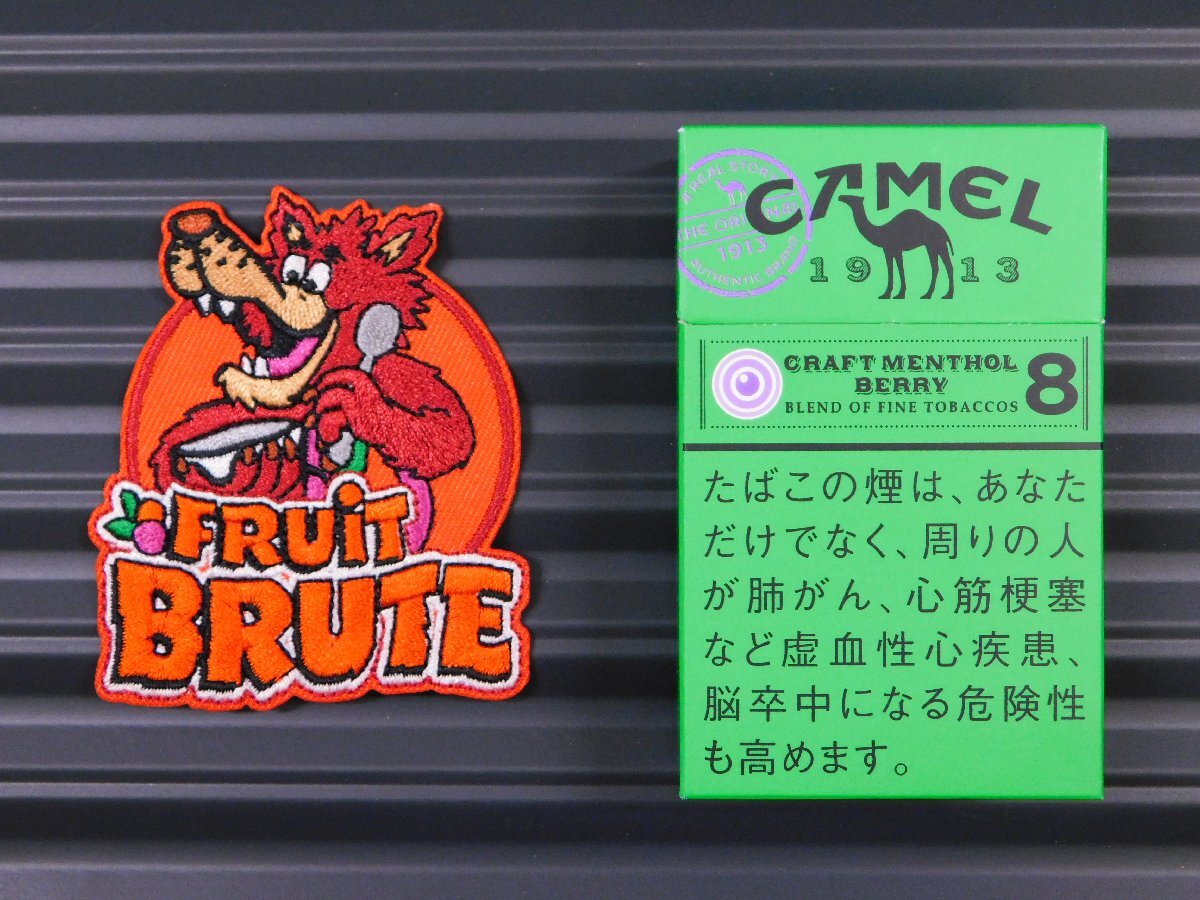 FRUIT
BRUTE
A REAL STORY
THE ORIGINAL
1913
AUTHENTIC BRAND
CAMEL
1913
CRAFT MENTHOL
BERRY
8
BLEND OF FINE TOBACCOS
たばこの煙は、あなた
だけでなく、周りの人
が肺がん、心筋梗塞
など虚血性心疾患、
脳卒中になる危険性
も高めます。